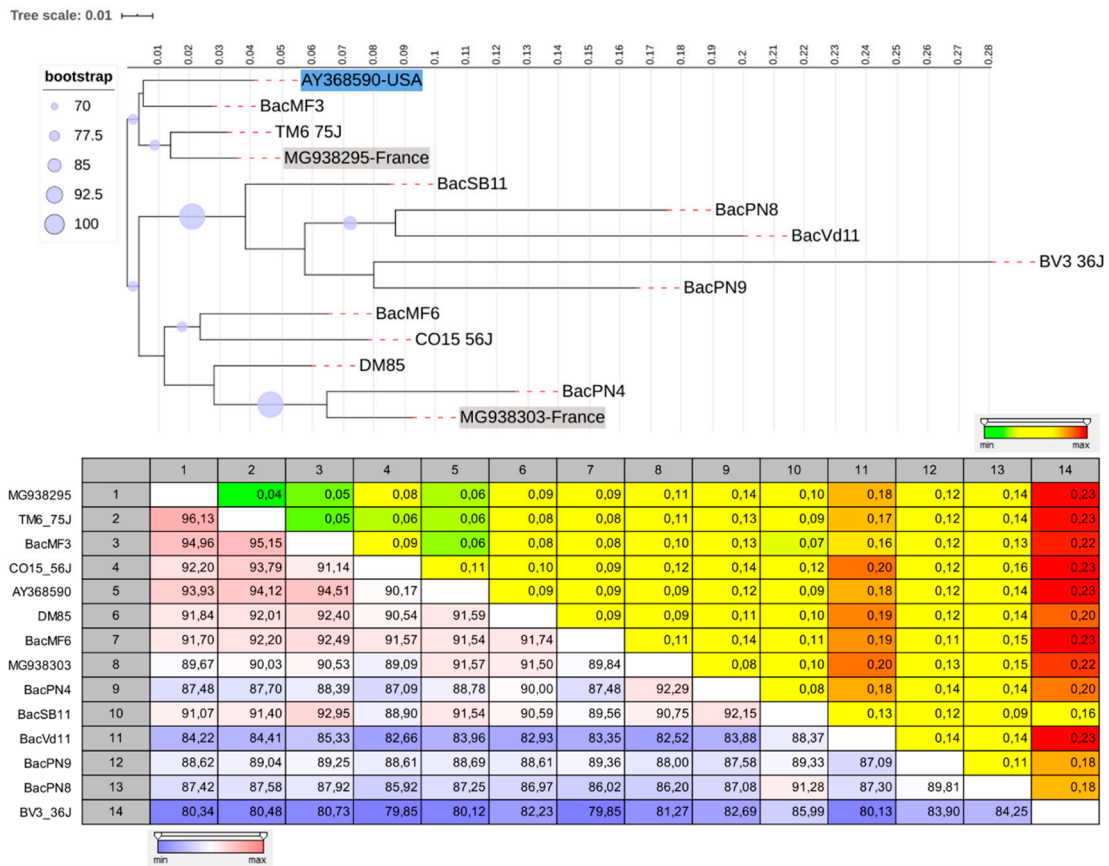 Tree scale: 0.01
0.01 0.02 0.03 0.04 0.05 0.06 0.07 0.08 0.09 0.1 0.11 0.12 0.13 0.14 0.15 0.16 0.17 0.18 0.19 0.2 0.21 0.22 0.23 0.24 0.25 0.26 0.27 0.28
bootstrap
70
77.5
85
92.5
100
AY368590-USA
BacMF3
TM6 75J
MG938295-France
BacSB11
BacPN8
BacVd11
BV3 36J
BacPN9
BacMF6
CO15 56J
DM85
BacPN4
MG938303-France
min max
1 2 3 4 5 6 7 8 9 10 11 12 13 14
MG938295 1 0,04 0,05 0,08 0,06 0,09 0,09 0,11 0,14 0,10 0,18 0,12 0,14 0,23
TM6_75J 2 96,13 0,05 0,06 0,06 0,08 0,08 0,11 0,13 0,09 0,17 0,12 0,14 0,23
BacMF3 3 94,96 95,15 0,09 0,06 0,08 0,08 0,10 0,13 0,07 0,16 0,12 0,13 0,22
CO15_56J 4 92,20 93,79 91,14 0,11 0,10 0,09 0,12 0,14 0,12 0,20 0,12 0,16 0,23
AY368590 5 93,93 94,12 94,51 90,17 0,09 0,09 0,09 0,12 0,09 0,18 0,12 0,14 0,23
DM85 6 91,84 92,01 92,40 90,54 91,59 0,09 0,09 0,11 0,10 0,19 0,12 0,14 0,20
BacMF6 7 91,70 92,20 92,49 91,57 91,54 91,74 0,11 0,14 0,11 0,19 0,11 0,15 0,23
MG938303 8 89,67 90,03 90,53 89,09 91,57 91,50 89,84 0,08 0,10 0,20 0,13 0,15 0,22
BacPN4 9 87,48 87,70 88,39 87,09 88,78 90,00 87,48 92,29 0,08 0,18 0,14 0,14 0,20
BacSB11 10 91,07 91,40 92,95 88,90 91,54 90,59 89,56 90,75 92,15 0,13 0,12 0,09 0,16
BacVd11 11 84,22 84,41 85,33 82,66 83,96 82,93 83,35 82,52 83,88 88,37 0,14 0,14 0,23
BacPN9 12 88,62 89,04 89,25 88,61 88,69 88,61 89,36 88,00 87,58 89,33 87,09 0,11 0,18
BacPN8 13 87,42 87,58 87,92 85,92 87,25 86,97 86,02 86,20 87,08 91,28 87,30 89,81 0,18
BV3_36J 14 80,34 80,48 80,73 79,85 80,12 82,23 79,85 81,27 82,69 85,99 80,13 83,90 84,25
min max